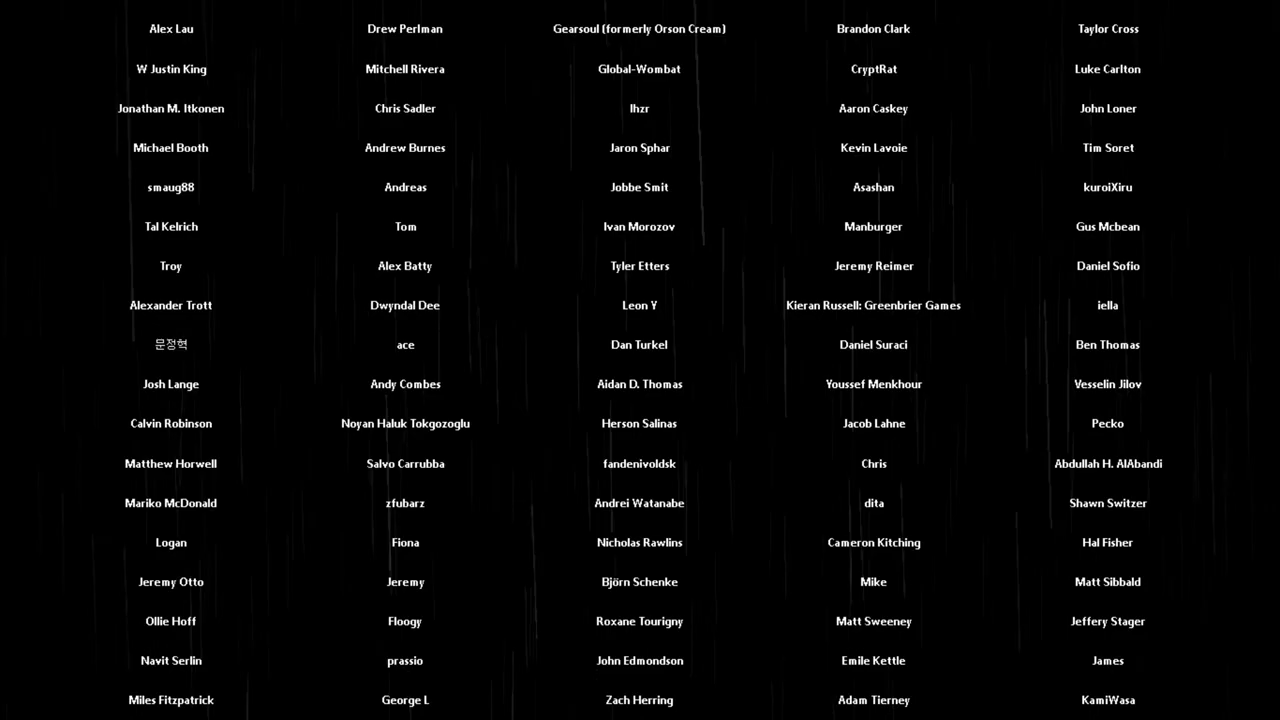 Alex Lau Drew Perlman Gearsoul (formerly Orson Cream) Brandon Clark Taylor Cross
W Justin King Mitchell Rivera Global-Wombat CryptRat Luke Carlton
Jonathan M. Itkonen Chris Sadler lhzr Aaron Caskey John Loner
Michael Booth Andrew Burnes Jaron Sphar Kevin Lavoie Tim Soret
smaug88 Andreas Jobbe Smit Asashan kuroiXiru
Tal Kelrich Tom Ivan Morozov Manburger Gus Mcbean
Troy Alex Batty Tyler Etters Jeremy Reimer Daniel Sofio
Alexander Trott Dwyndal Dee Leon Y Kieran Russell: Greenbrier Games iella
문정혁 ace Dan Turkel Daniel Suraci Ben Thomas
Josh Lange Andy Combes Aidan D. Thomas Youssef Menkhour Vesselin Jilov
Calvin Robinson Noyan Haluk Tokgozoglu Herson Salinas Jacob Lahne Pecko
Matthew Horwell Salvo Carrubba fandenivoldsk Chris Abdullah H. AlAbandi
Mariko McDonald zfubarz Andrei Watanabe dita Shawn Switzer
Logan Fiona Nicholas Rawlins Cameron Kitching Hal Fisher
Jeremy Otto Jeremy Björn Schenke Mike Matt Sibbald
Ollie Hoff Floogy Roxane Tourigny Matt Sweeney Jeffery Stager
Navit Serlin prassio John Edmondson Emile Kettle James
Miles Fitzpatrick George L Zach Herring Adam Tierney KamiWasa